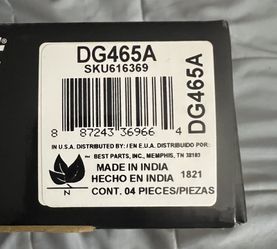 DG465A
SKU616369
DG465A
8 87243 36966 4
IN U.S.A. DISTRIBUTED BY: / EN E.U.A. DISTRIBUIDO POR:
~ BEST PARTS, INC., MEMPHIS, TN 38103
MADE IN INDIA
HECHO EN INDIA 1821
N
CONT. 04 PIECES/PIEZAS